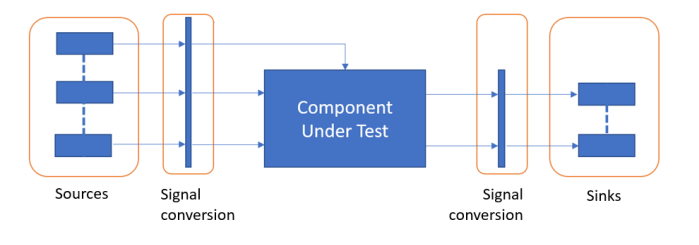 Component
Under Test
Sources
Signal
conversion
Signal
conversion
Sinks